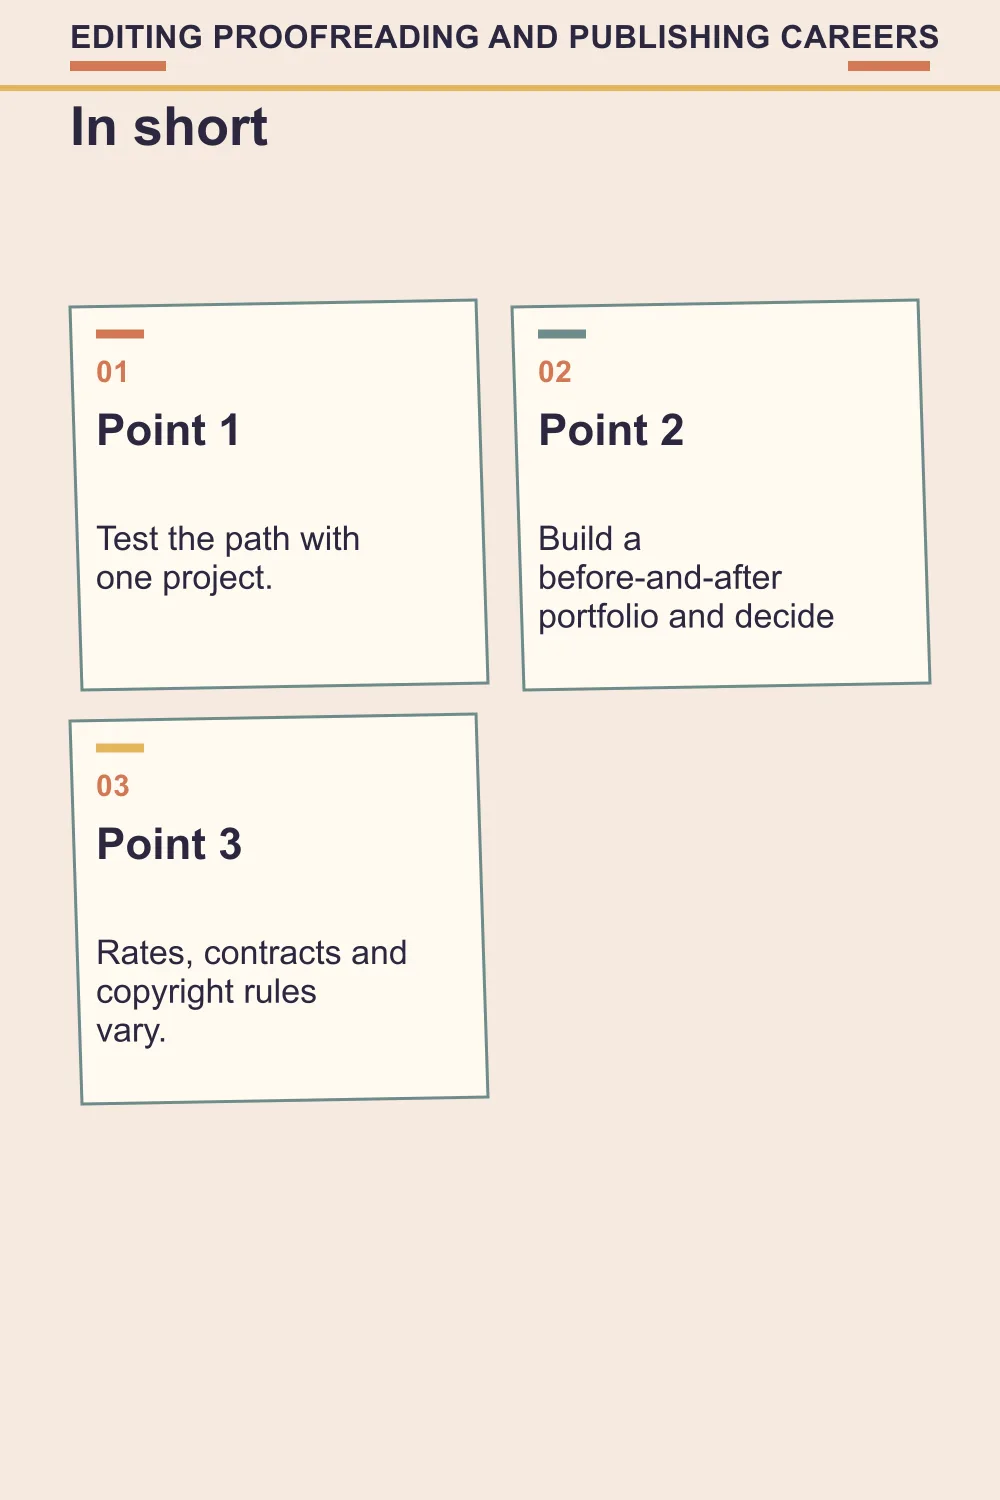 EDITING PROOFREADING AND PUBLISHING CAREERS
In short
01
Point 1
Test the path with
one project.
02
Point 2
Build a
before-and-after
portfolio and decide
03
Point 3
Rates, contracts and
copyright rules
vary.